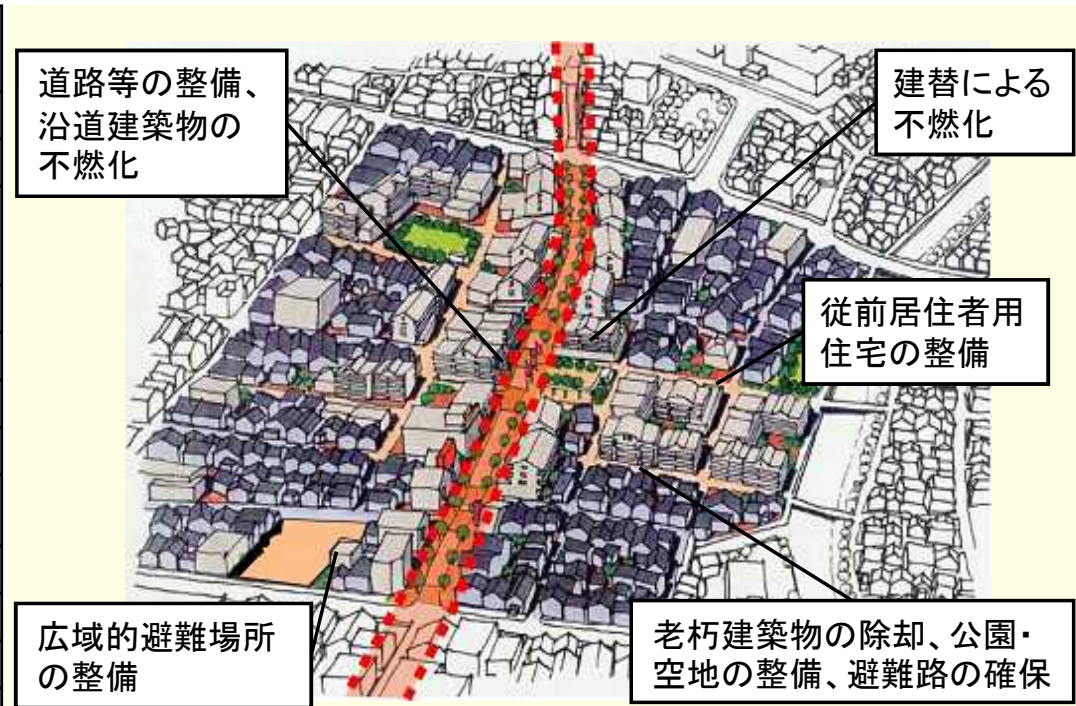 道路等の整備、
沿道建築物の
不燃化
建替による
不燃化
従前居住者用
住宅の整備
広域的避難場所
の整備
老朽建築物の除却、公園・
空地の整備、避難路の確保